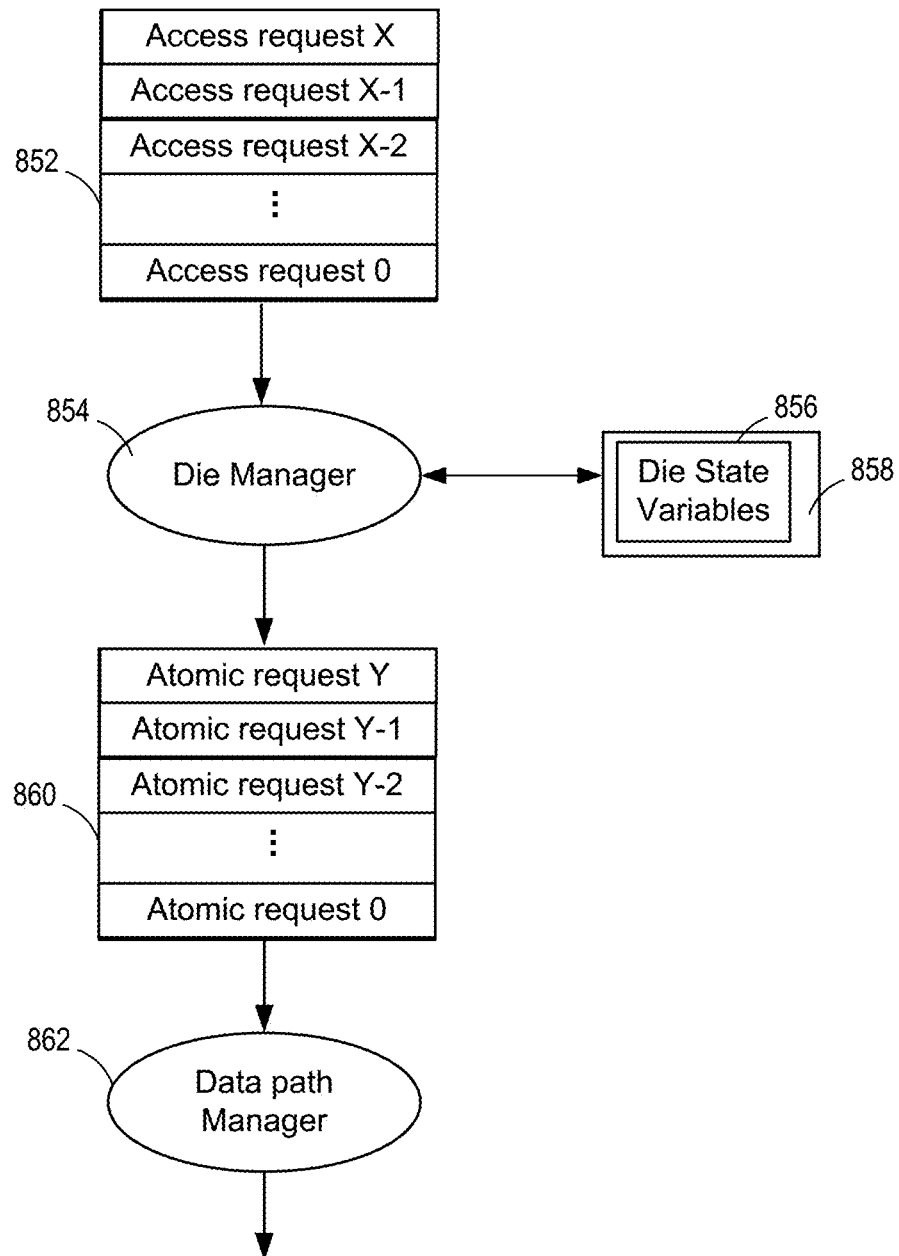 Access request X
Access request X-1
Access request X-2
852
⋮
Access request 0
854
Die Manager
856
Die State
Variables
858
Atomic request Y
Atomic request Y-1
Atomic request Y-2
860
⋮
Atomic request 0
862
Data path
Manager